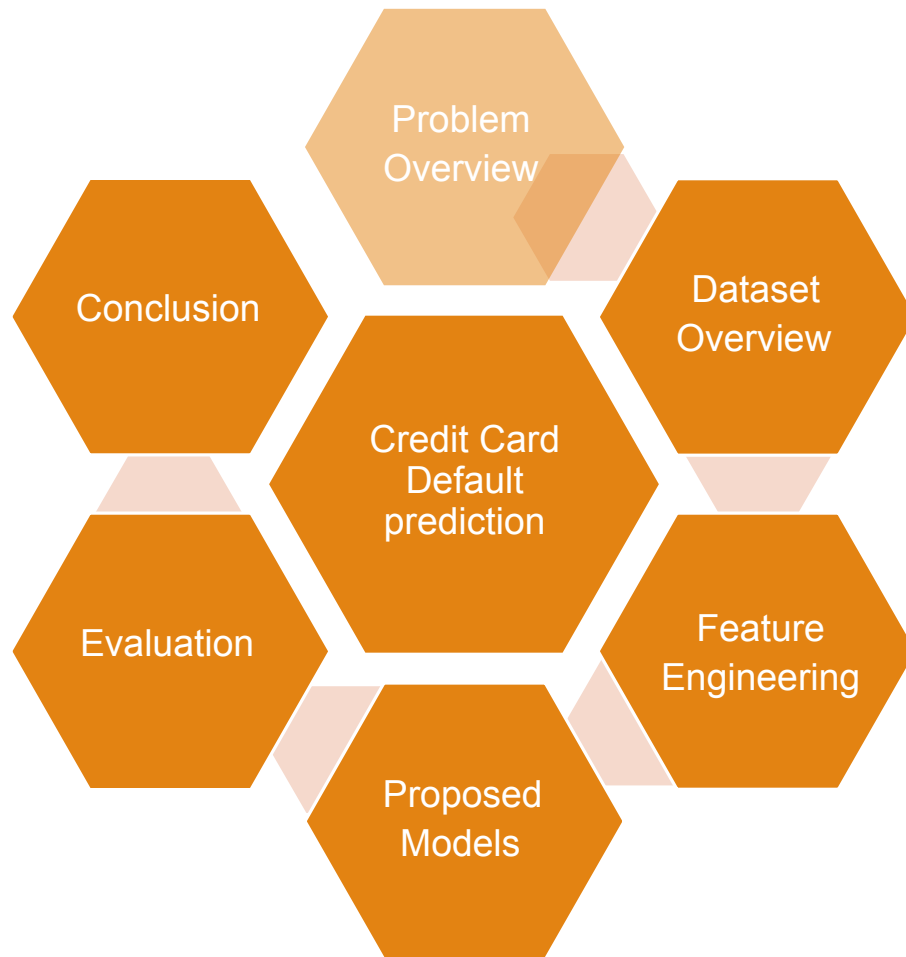 Problem
Overview
Dataset
Overview
Feature
Engineering
Proposed
Models
Evaluation
Conclusion
Credit Card
Default
prediction